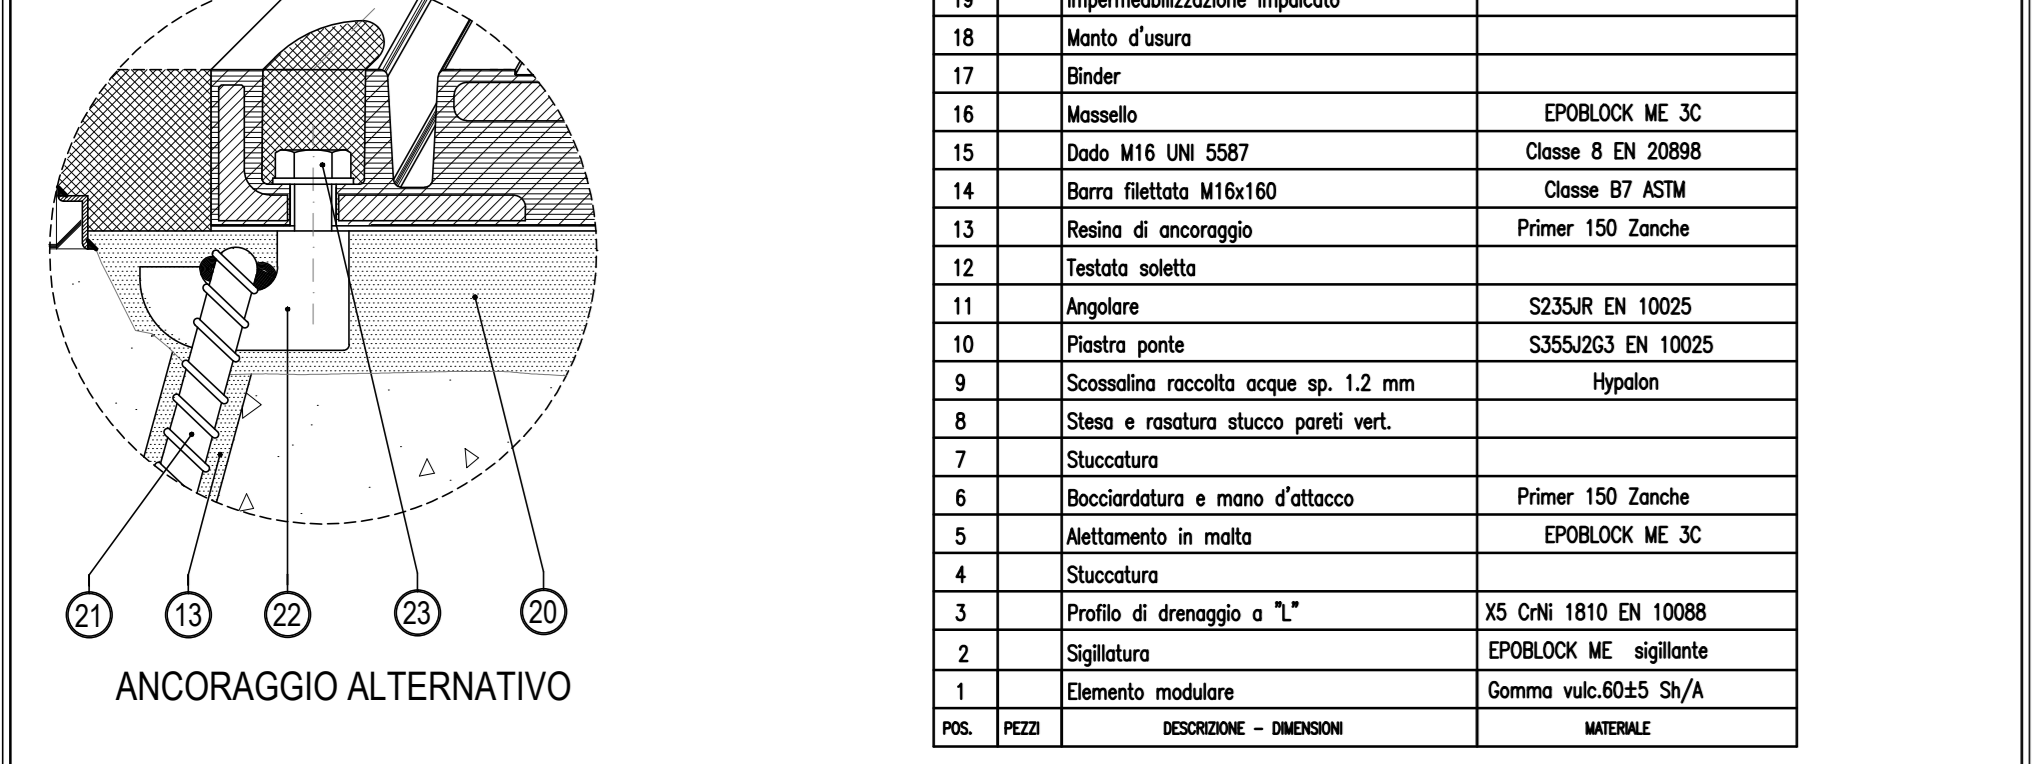 21 13 22 23 20
ANCORAGGIO ALTERNATIVO
19 Impermeabilizzazione impalcato
18 Manto d'usura
17 Binder
16 Massello EPOBLOCK ME 3C
15 Dado M16 UNI 5587 Classe 8 EN 20898
14 Barra filettata M16x160 Classe B7 ASTM
13 Resina di ancoraggio Primer 150 Zanche
12 Testata soletta
11 Angolare S235JR EN 10025
10 Piastra ponte S355J2G3 EN 10025
9 Scossalina raccolta acque sp. 1.2 mm Hypalon
8 Stesa e rasatura stucco pareti vert.
7 Stuccatura
6 Bocciardatura e mano d'attacco Primer 150 Zanche
5 Alettamento in malta EPOBLOCK ME 3C
4 Stuccatura
3 Profilo di drenaggio a "L" X5 CrNi 1810 EN 10088
2 Sigillatura EPOBLOCK ME sigillante
1 Elemento modulare Gomma vulc.60±5 Sh/A
POS. PEZZI DESCRIZIONE – DIMENSIONI MATERIALE